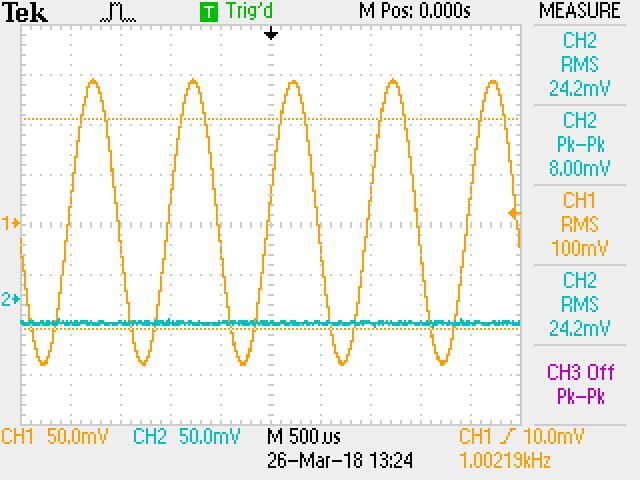 Tek
T Trig'd
M Pos: 0.000s
MEASURE
CH2
RMS
24.2mV
CH2
Pk-Pk
8.00mV
CH1
RMS
100mV
CH2
RMS
24.2mV
CH3 Off
Pk-Pk
1
2
CH1 50.0mV
CH2 50.0mV
M 500µs
CH1 10.0mV
26-Mar-18 13:24
1.00219kHz